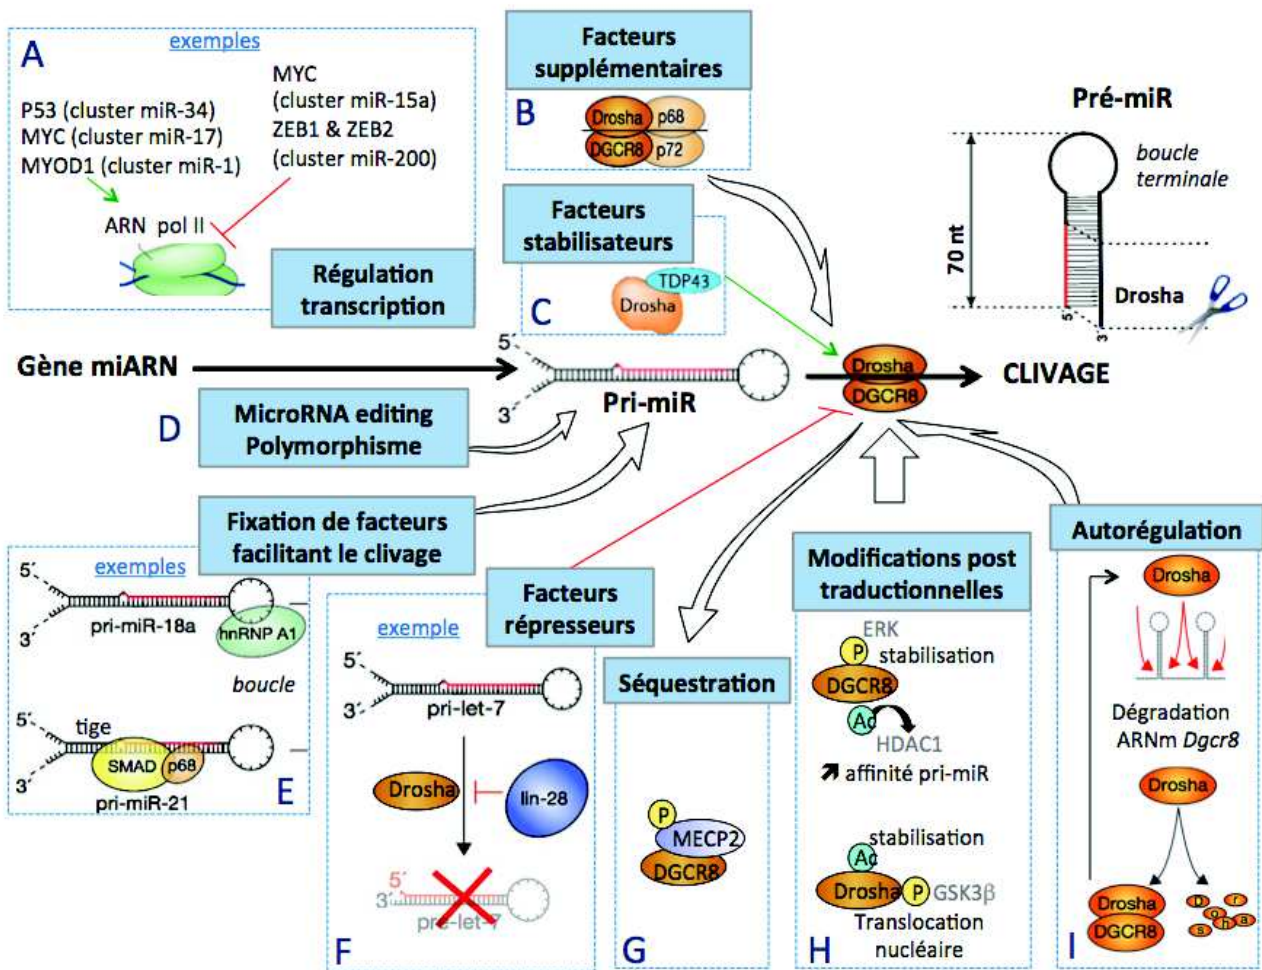 A
exemples
P53 (cluster miR-34)
MYC (cluster miR-17)
MYOD1 (cluster miR-1)
MYC
(cluster miR-15a)
ZEB1 & ZEB2
(cluster miR-200)
ARN pol II
Régulation
transcription
Facteurs
supplémentaires
B
Drosha
p68
DGCR8
p72
Facteurs
stabilisateurs
C
TDP43
Drosha
Pré-miR
boucle
terminale
70 nt
Drosha
5
3
Gène miARN
5´
3´
Pri-miR
Drosha
DGCR8
CLIVAGE
D
MicroRNA editing
Polymorphisme
Fixation de facteurs
facilitant le clivage
exemples
5´
3´
pri-miR-18a
hnRNP A1
boucle
tige
5´
3´
SMAD
p68
pri-miR-21
E
Facteurs
répresseurs
exemple
5´
3´
pri-let-7
Drosha
lin-28
5´
3´
pre-let-7
F
Séquestration
P
MECP2
DGCR8
G
Modifications post
traductionnelles
ERK
P
stabilisation
DGCR8
Ac
HDAC1
affinité pri-miR
stabilisation
Ac
Drosha
P
GSK3β
Translocation
nucléaire
H
Autorégulation
Drosha
Dégradation
ARNm Dgcr8
Drosha
Drosha
DGCR8
D
r
o
s
h
a
I